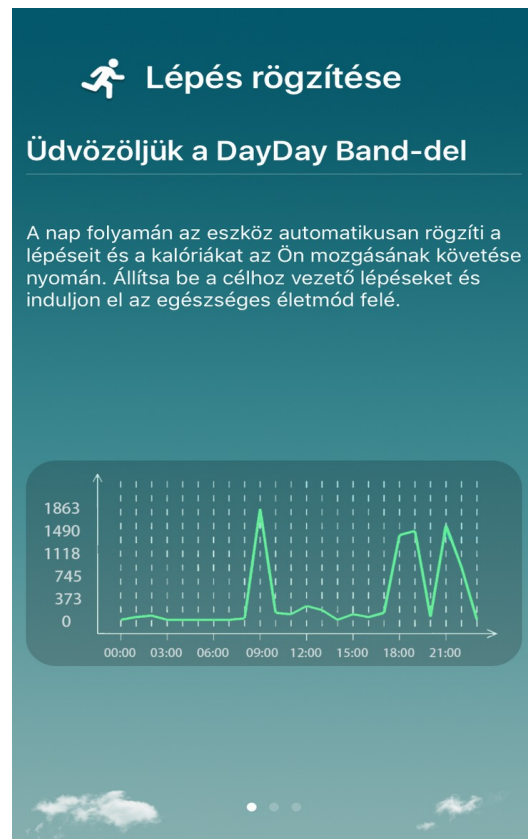 Lépés rögzítése
Üdvözöljük a DayDay Band-del
A nap folyamán az eszköz automatikusan rögzíti a
lépéseit és a kalóriákat az Ön mozgásának követése
nyomán. Állítsa be a célhoz vezető lépéseket és
induljon el az egészséges életmód felé.
1863
1490
1118
745
373
0
00:00 03:00 06:00 09:00 12:00 15:00 18:00 21:00